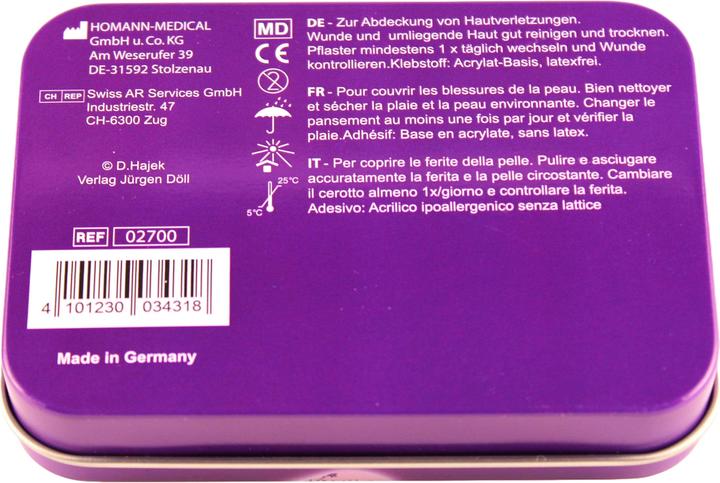 HOMANN-MEDICAL
GmbH u. Co. KG
Am Weserufer 39
DE-31592 Stolzenau
CH REP Swiss AR Services GmbH
Industriestr. 47
CH-6300 Zug
© D.Hajek
Verlag Jürgen Döll
REF 02700
4 101230 034318
Made in Germany
MD
CE
2
25°C
5°C
DE - Zur Abdeckung von Hautverletzungen.
Wunde und umliegende Haut gut reinigen und trocknen.
Pflaster mindestens 1 x täglich wechseln und Wunde
kontrollieren.Klebstoff: Acrylat-Basis, latexfrei.
FR - Pour couvrir les blessures de la peau. Bien nettoyer
et sécher la plaie et la peau environnante. Changer le
pansement au moins une fois par jour et vérifier la
plaie.Adhésif: Base en acrylate, sans latex.
IT - Per coprire le ferite della pelle. Pulire e asciugare
accuratamente la ferita e la pelle circostante. Cambiare
il cerotto almeno 1x/giorno e controllare la ferita.
Adesivo: Acrilico ipoallergenico senza lattice